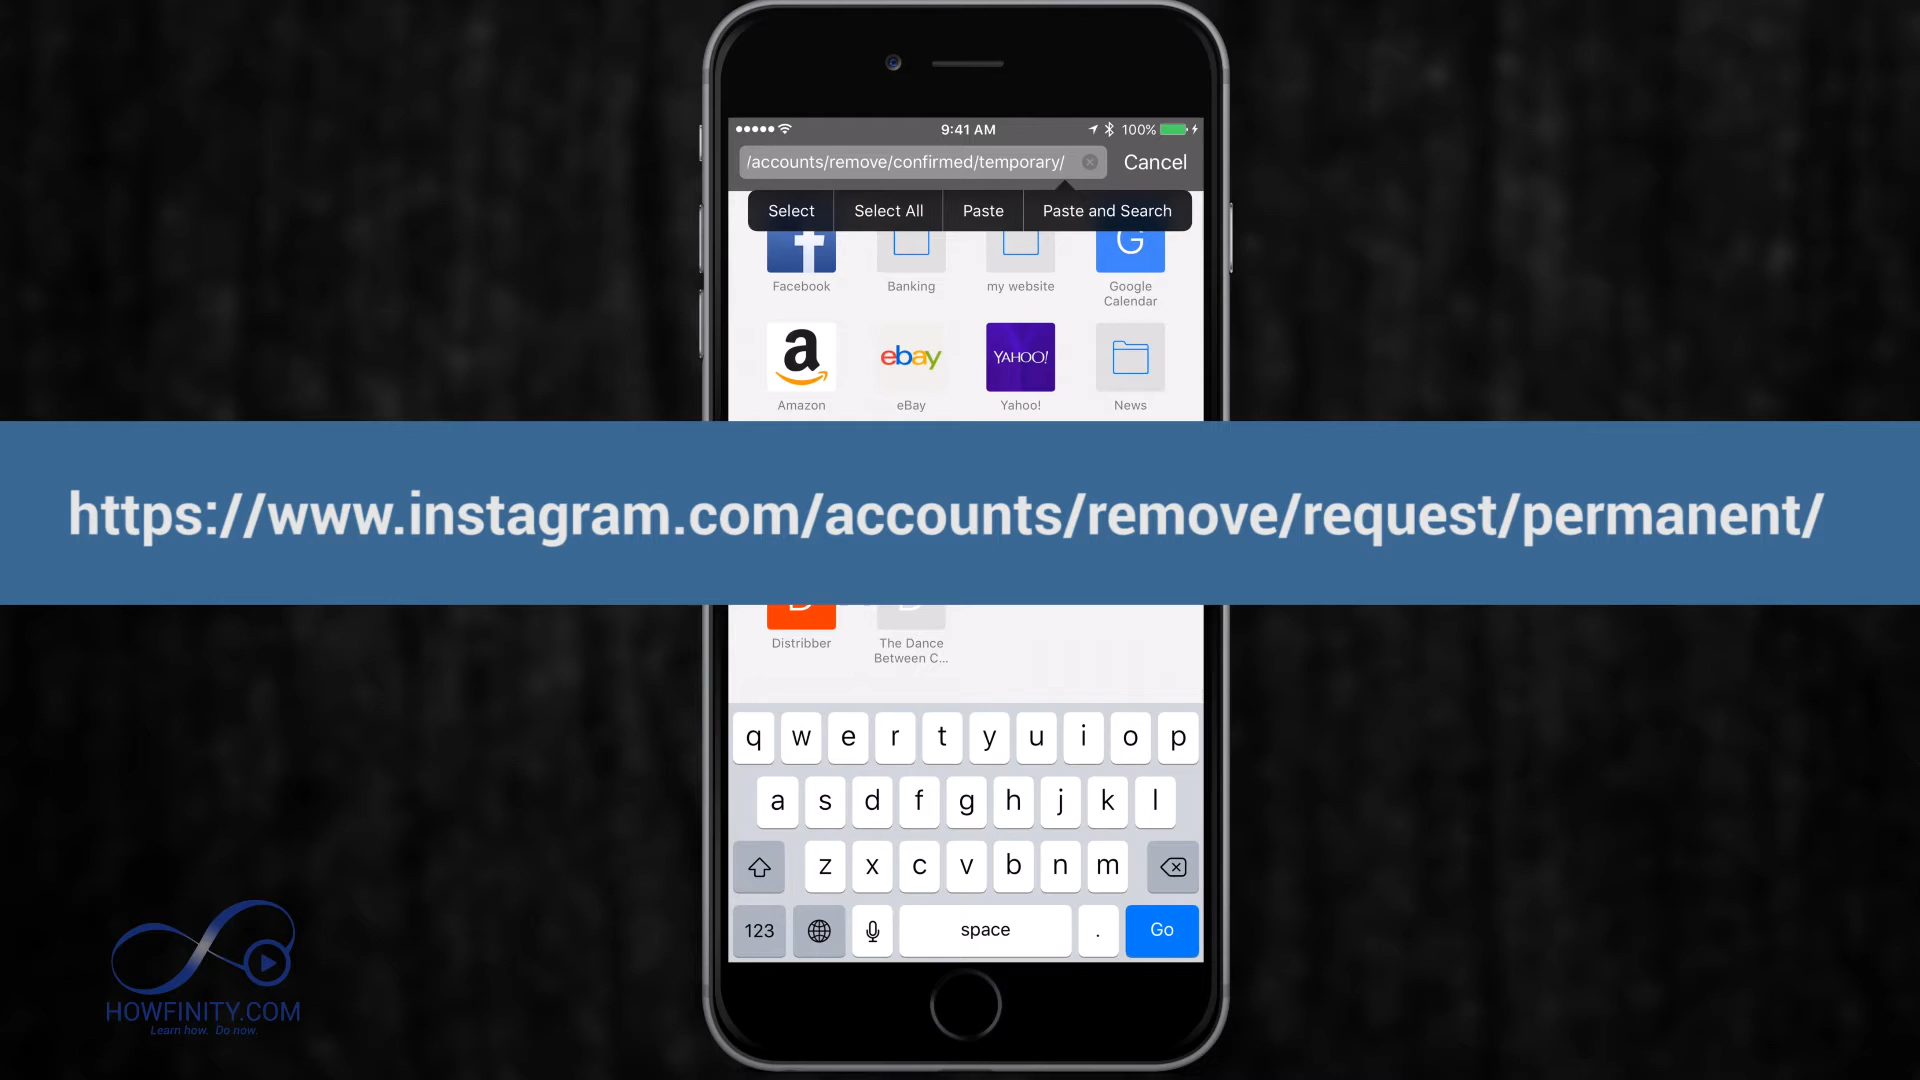 9:41 AM
100%
/accounts/remove/confirmed/temporary/
Cancel
Select
Select All
Paste
Paste and Search
Facebook
Banking
my website
G
Google
Calendar
a
ebay
YAHOO!
Amazon
eBay
Yahoo!
News
https://www.instagram.com/accounts/remove/request/permanent/
Distribber
The Dance
Between C...
q w e r t y u i o p
a s d f g h j k l
z x c v b n m
123
space
.
Go
HOWFINITY.COM
Learn how. Do now.